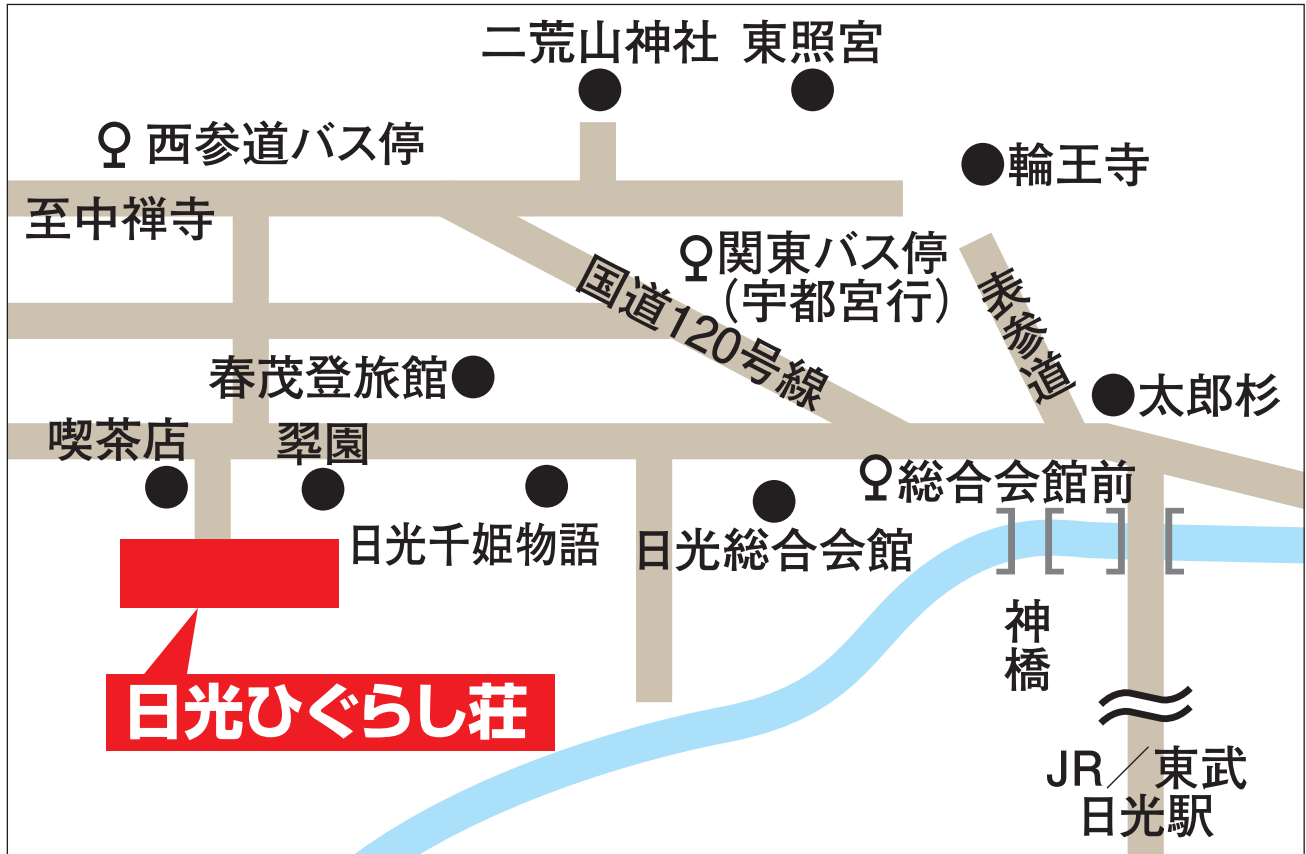 二荒山神社
東照宮
西参道バス停
輪王寺
至中禅寺
関東バス停
（宇都宮行）
国道120号線
表参道
春茂登旅館
太郎杉
喫茶店
翠園
総合会館前
日光千姫物語
日光総合会館
神橋
日光ひぐらし荘
JR／東武
日光駅